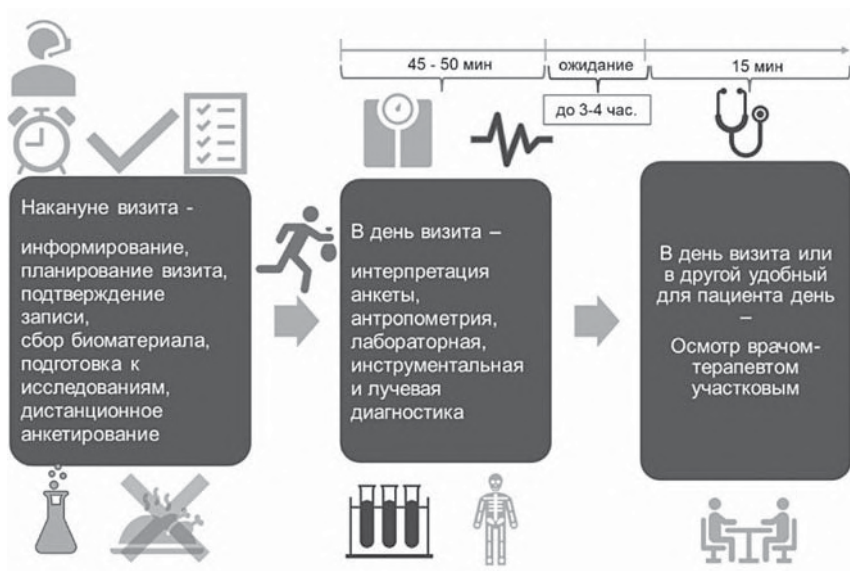 45 - 50 мин
ожидание
15 мин
до 3-4 час.
Накануне визита -
информирование,
планирование визита,
подтверждение
записи,
сбор биоматериала,
подготовка к
исследованиям,
дистанционное
анкетирование
В день визита –
интерпретация
анкеты,
антропометрия,
лабораторная,
инструментальная
и лучевая
диагностика
В день визита или
в другой удобный
для пациента день
–
Осмотр врачом-
терапевтом
участковым